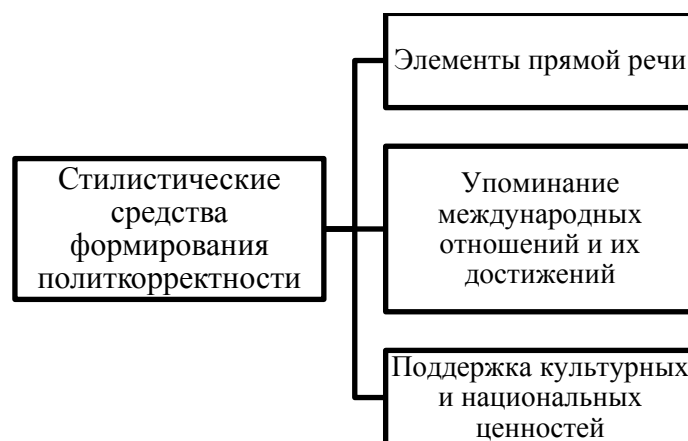 Элементы прямой речи
Стилистические
средства
формирования
политкорректности
Упоминание
международных
отношений и их
достижений
Поддержка культурных
и национальных
ценностей